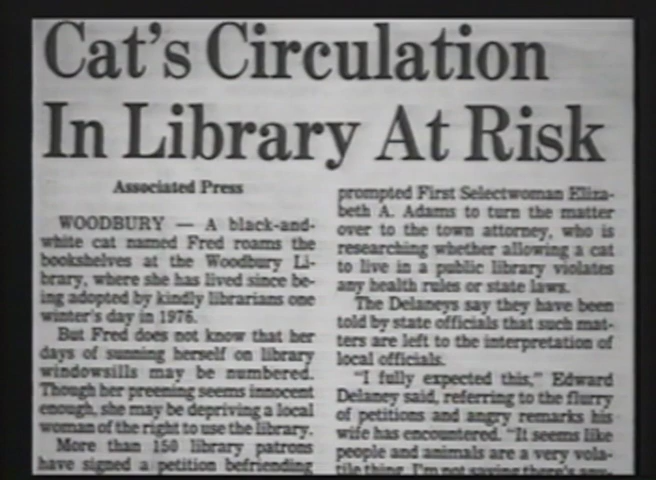 Cat's Circulation
In Library At Risk
Associated Press
WOODBURY — A black-and-
white cat named Fred roams the
bookshelves at the Woodbury Li-
brary, where she has lived since be-
ing adopted by kindly librarians one
winter's day in 1976.
But Fred does not know that her
days of sunning herself on library
windowsills may be numbered.
Though her preening seems innocent
enough, she may be depriving a local
woman of the right to use the library.
More than 150 library patrons
have signed a petition befriending
prompted First Selectwoman Eliza-
beth A. Adams to turn the matter
over to the town attorney, who is
researching whether allowing a cat
to live in a public library violates
any health rules or state laws.
The Delaneys say they have been
told by state officials that such mat-
ters are left to the interpretation of
local officials.
"I fully expected this," Edward
Delaney said, referring to the flurry
of petitions and angry remarks his
wife has encountered. "It seems like
people and animals are a very vola-
tile thing. I'm not saying there's any-